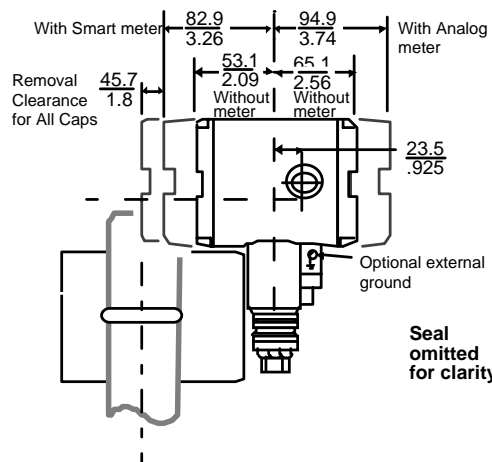 With Smart meter
82.9
3.26
94.9
3.74
With Analog
meter
Removal
Clearance
for All Caps
45.7
1.8
53.1
2.09
Without
meter
65.1
2.56
Without
meter
23.5
.925
Optional external
ground
Seal
omitted
for clarity